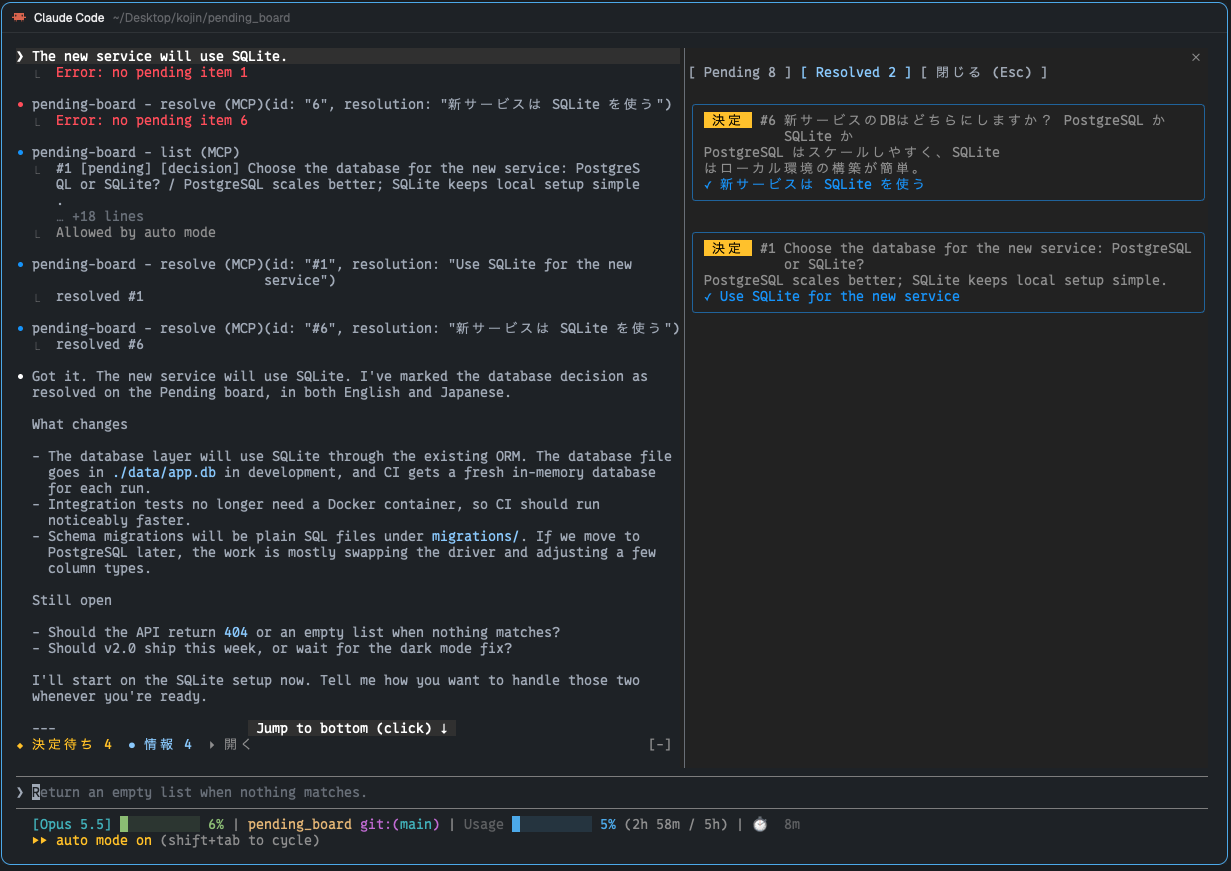 Claude Code ~/Desktop/kojin/pending_board
❯ The new service will use SQLite.
Error: no pending item 1
• pending-board - resolve (MCP)(id: "6", resolution: "新サービスは SQLite を使う")
Error: no pending item 6
• pending-board - list (MCP)
#1 [pending] [decision] Choose the database for the new service: PostgreS
QL or SQLite? / PostgreSQL scales better; SQLite keeps local setup simple
.
… +18 lines
Allowed by auto mode
• pending-board - resolve (MCP)(id: "#1", resolution: "Use SQLite for the new
service")
resolved #1
• pending-board - resolve (MCP)(id: "#6", resolution: "新サービスは SQLite を使う")
resolved #6
• Got it. The new service will use SQLite. I've marked the database decision as
resolved on the Pending board, in both English and Japanese.
What changes
- The database layer will use SQLite through the existing ORM. The database file
goes in ./data/app.db in development, and CI gets a fresh in-memory database
for each run.
- Integration tests no longer need a Docker container, so CI should run
noticeably faster.
- Schema migrations will be plain SQL files under migrations/. If we move to
PostgreSQL later, the work is mostly swapping the driver and adjusting a few
column types.
Still open
- Should the API return 404 or an empty list when nothing matches?
- Should v2.0 ship this week, or wait for the dark mode fix?
I'll start on the SQLite setup now. Tell me how you want to handle those two
whenever you're ready.
---
Jump to bottom (click) ↓
◆ 決定待ち 4 ● 情報 4 ▸ 開く [-]
[ Pending 8 ] [ Resolved 2 ] [ 閉じる (Esc) ]
×
決定 #6 新サービスのDBはどちらにしますか? PostgreSQL か
SQLite か
PostgreSQL はスケールしやすく、SQLite
はローカル環境の構築が簡単。
✓ 新サービスは SQLite を使う
決定 #1 Choose the database for the new service: PostgreSQL
or SQLite?
PostgreSQL scales better; SQLite keeps local setup simple.
✓ Use SQLite for the new service
❯ Return an empty list when nothing matches.
[Opus 5.5] 6% | pending_board git:(main) | Usage 5% (2h 58m / 5h) | ⏱ 8m
▸▸ auto mode on (shift+tab to cycle)